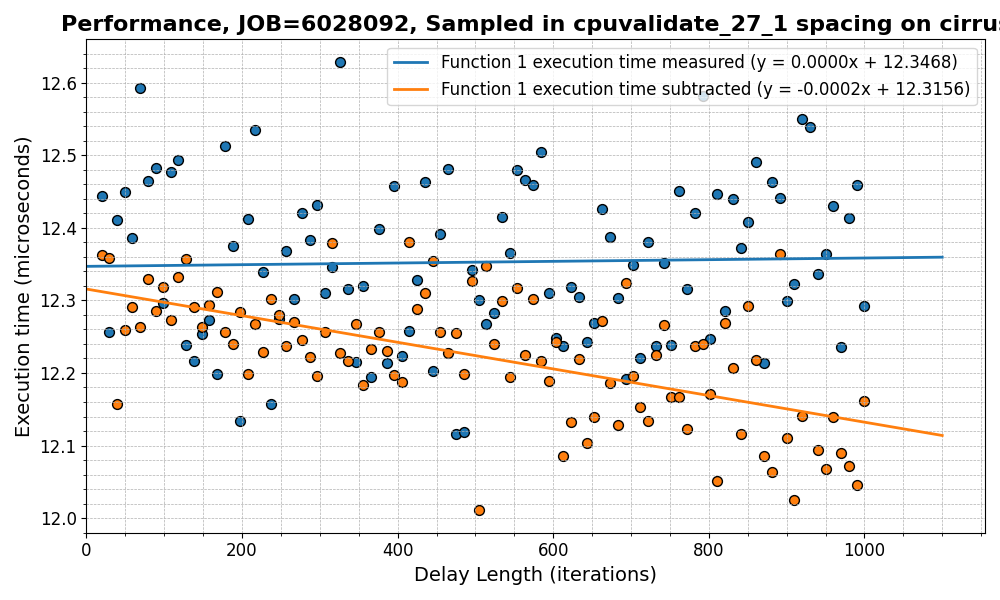 Performance, JOB=6028092, Sampled in cpuvalidate_27_1 spacing on cirrus
Function 1 execution time measured (y = 0.0000x + 12.3468)
Function 1 execution time subtracted (y = -0.0002x + 12.3156)
Execution time (microseconds)
12.6
12.5
12.4
12.3
12.2
12.1
12.0
0 200 400 600 800 1000
Delay Length (iterations)